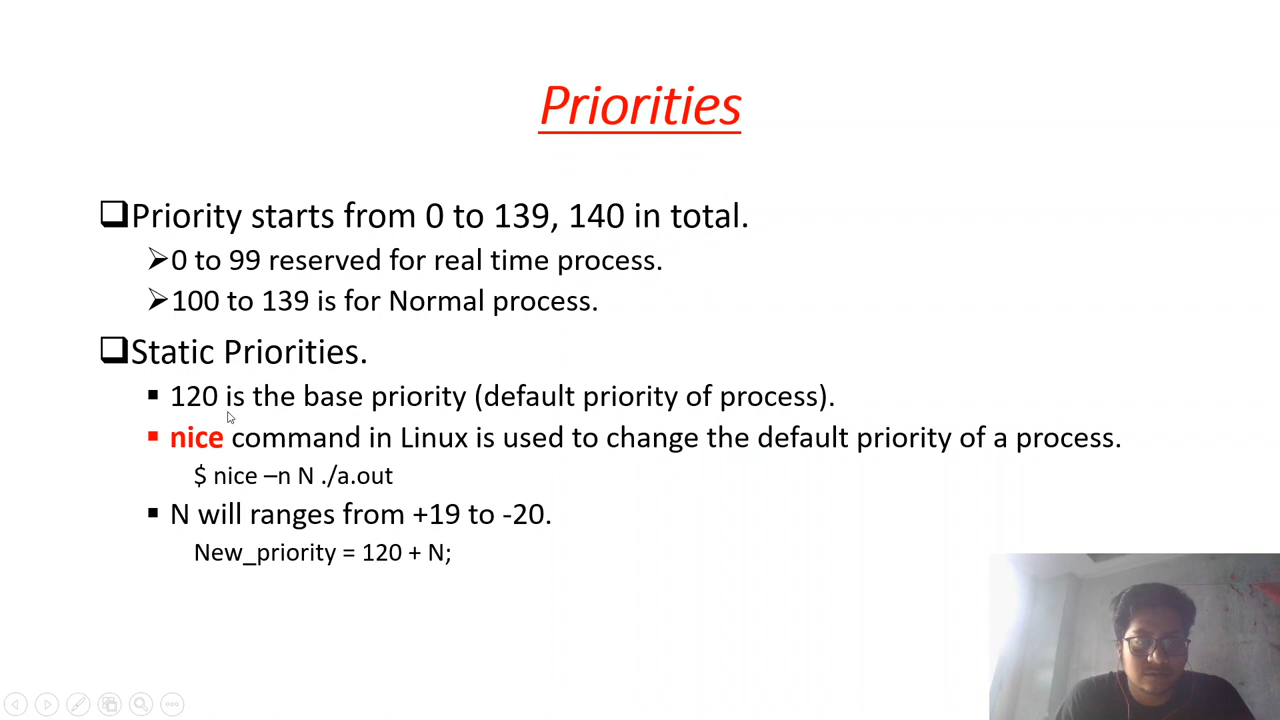 Priorities
Priority starts from 0 to 139, 140 in total.
0 to 99 reserved for real time process.
100 to 139 is for Normal process.
Static Priorities.
120 is the base priority (default priority of process).
nice command in Linux is used to change the default priority of a process.
$ nice –n N ./a.out
N will ranges from +19 to -20.
New_priority = 120 + N;